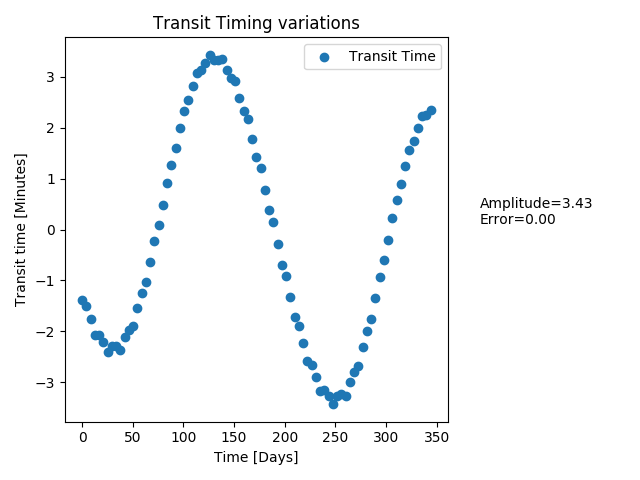 Transit Timing variations
Transit Time
Transit time [Minutes]
3
2
1
0
−1
−2
−3
0
50
100
150
200
250
300
350
Time [Days]
Amplitude=3.43
Error=0.00